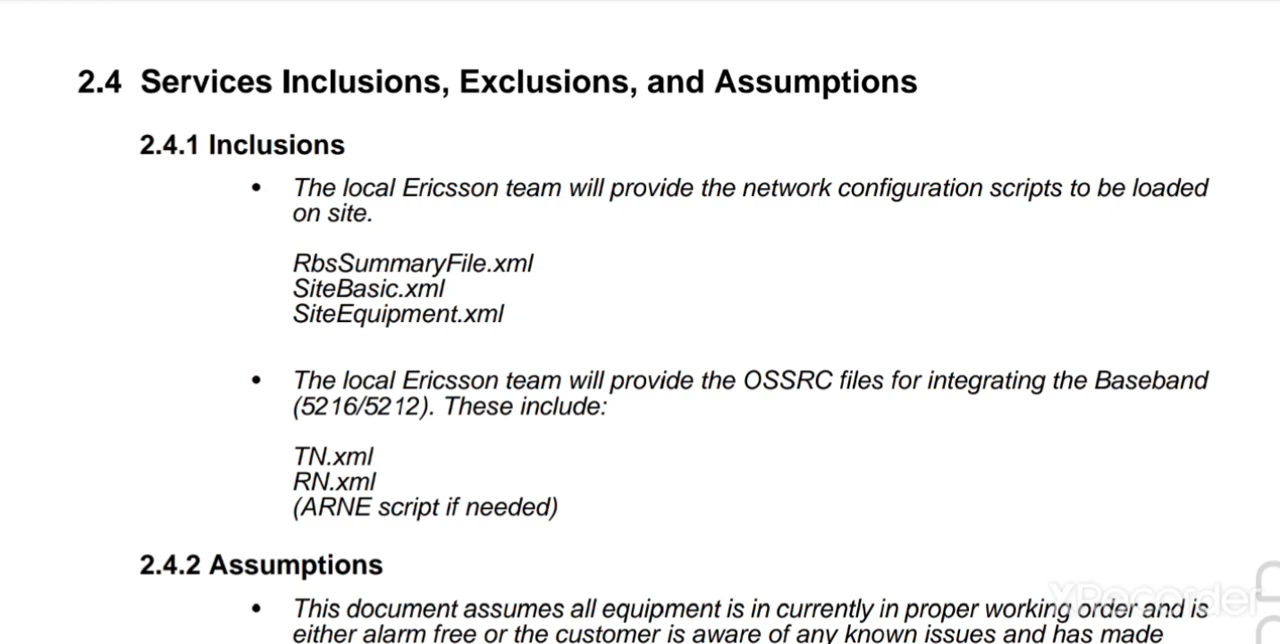 2.4 Services Inclusions, Exclusions, and Assumptions
2.4.1 Inclusions
• The local Ericsson team will provide the network configuration scripts to be loaded
on site.
RbsSummaryFile.xml
SiteBasic.xml
SiteEquipment.xml
• The local Ericsson team will provide the OSSRC files for integrating the Baseband
(5216/5212). These include:
TN.xml
RN.xml
(ARNE script if needed)
2.4.2 Assumptions
• This document assumes all equipment is in currently in proper working order and is
either alarm free or the customer is aware of any known issues and has made
XRecorder